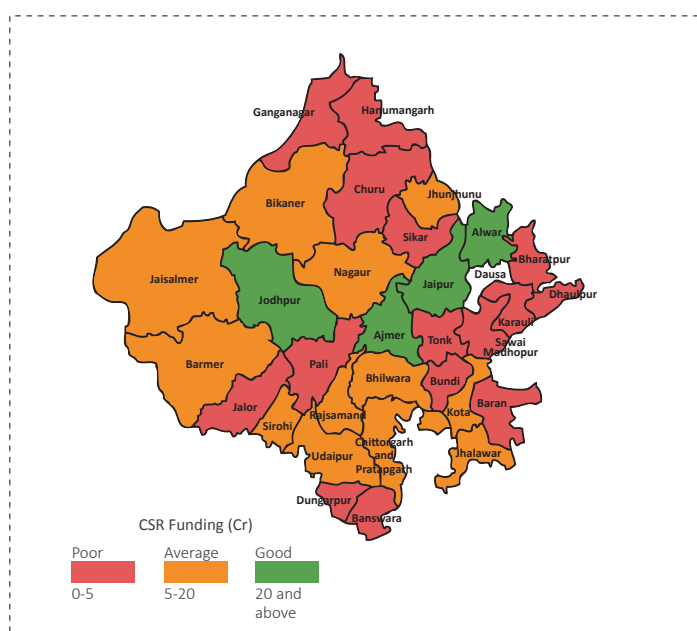 Ganganagar
Hanumangarh
Churu
Bikaner
Jhunjhunu
Sikar
Alwar
Bharatpur
Jaisalmer
Nagaur
Dausa
Jaipur
Dhaulpur
Jodhpur
Karauli
Ajmer
Tonk
Sawai
Madhopur
Barmer
Pali
Bhilwara
Bundi
Jalor
Rajsamand
Kota
Baran
Sirohi
Chittorgarh
and
Pratapgarh
Udaipur
Jhalawar
Dungarpur
Banswara
CSR Funding (Cr)
Poor
Average
Good
0-5
5-20
20 and
above